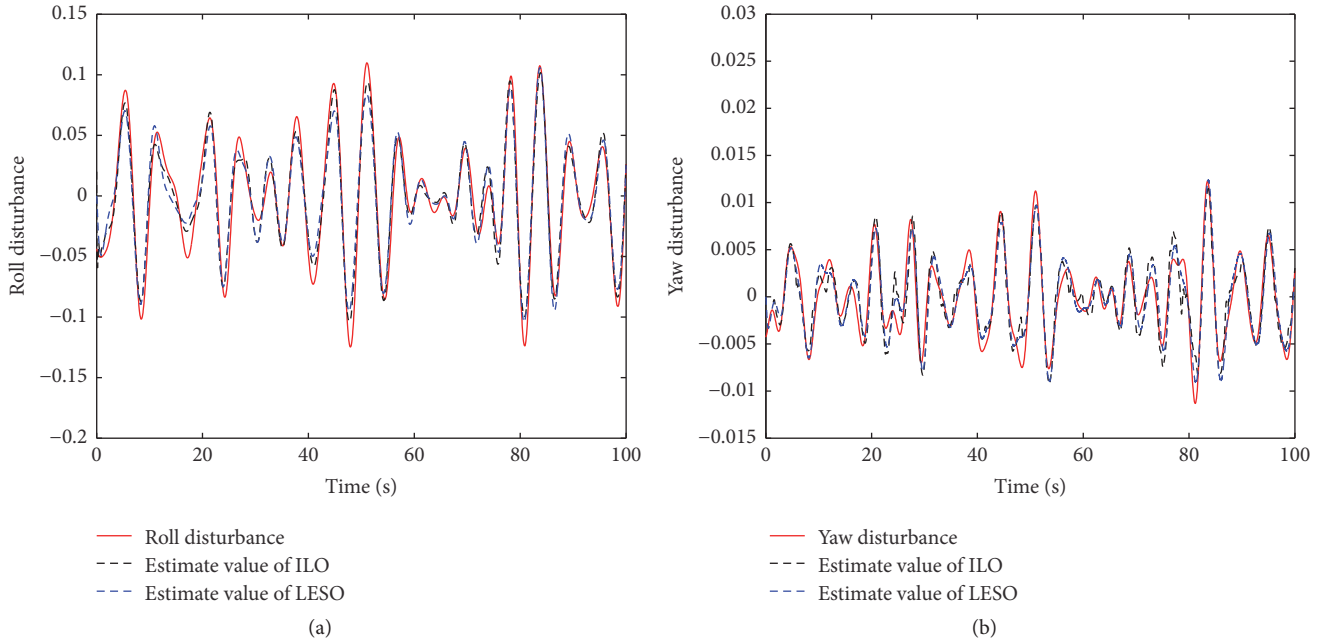 0.15
0.1
0.05
0
−0.05
−0.1
−0.15
−0.2
Roll disturbance
0 20 40 60 80 100
Time (s)
Roll disturbance
Estimate value of ILO
Estimate value of LESO
(a)
0.03
0.025
0.02
0.015
0.01
0.005
0
−0.005
−0.01
−0.015
Yaw disturbance
0 20 40 60 80 100
Time (s)
Yaw disturbance
Estimate value of ILO
Estimate value of LESO
(b)